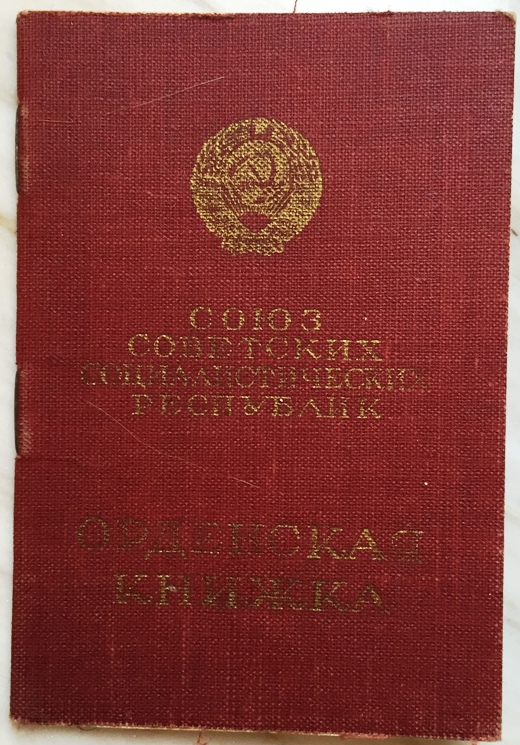 СОЮЗ
СОВЕТСКИХ
СОЦИАЛИСТИЧЕСКИХ
РЕСПУБЛИК
ОРДЕНСКАЯ
КНИЖКА